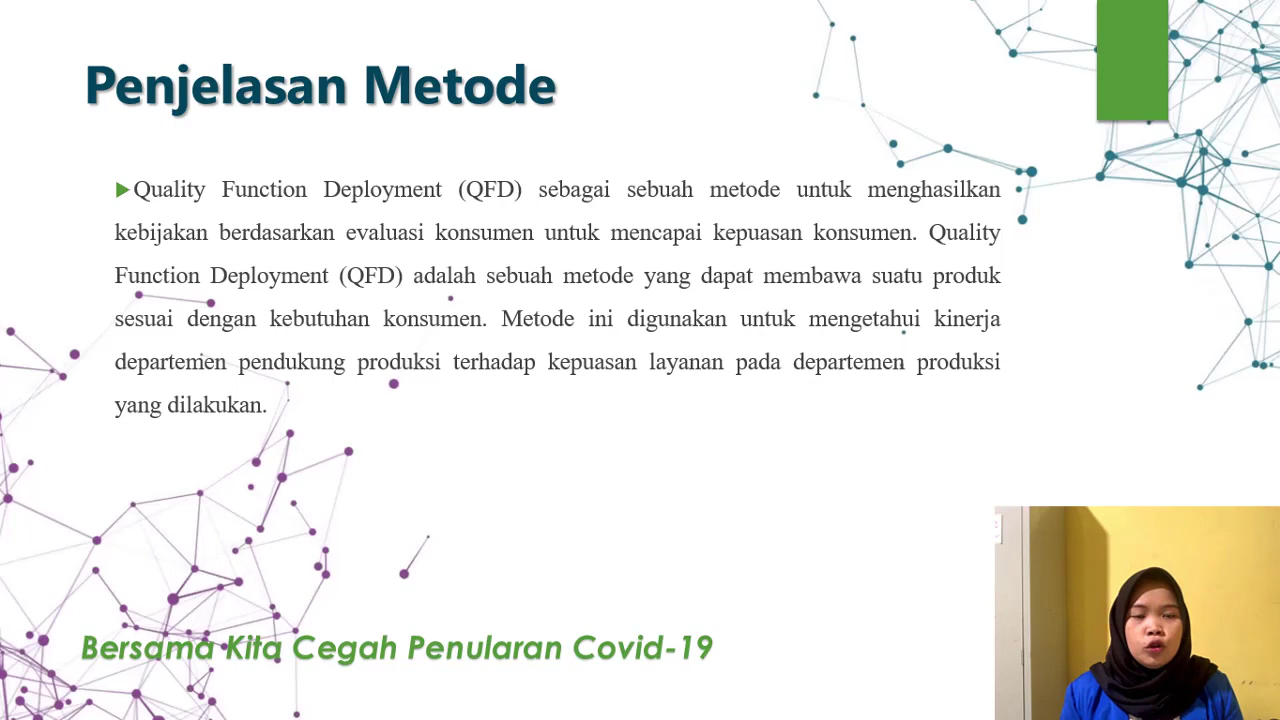 Penjelasan Metode
Quality Function Deployment (QFD) sebagai sebuah metode untuk menghasilkan
kebijakan berdasarkan evaluasi konsumen untuk mencapai kepuasan konsumen. Quality
Function Deployment (QFD) adalah sebuah metode yang dapat membawa suatu produk
sesuai dengan kebutuhan konsumen. Metode ini digunakan untuk mengetahui kinerja
departemen pendukung produksi terhadap kepuasan layanan pada departemen produksi
yang dilakukan.
Bersama Kita Cegah Penularan Covid-19